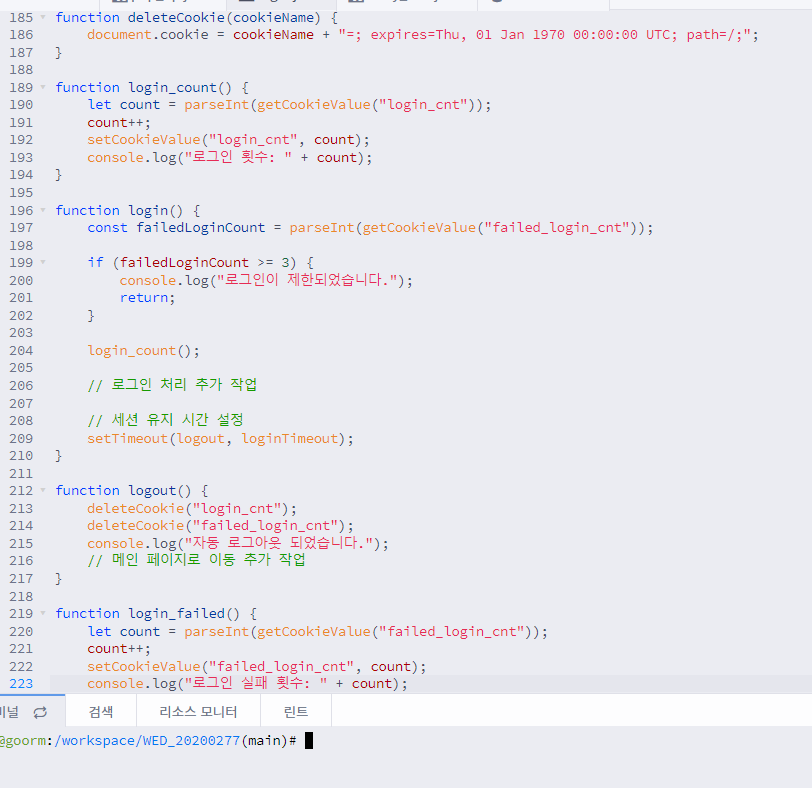 185 function deleteCookie(cookieName) {
186     document.cookie = cookieName + "=; expires=Thu, 01 Jan 1970 00:00:00 UTC; path=/;";
187 }
188
189 function login_count() {
190     let count = parseInt(getCookieValue("login_cnt"));
191     count++;
192     setCookieValue("login_cnt", count);
193     console.log("로그인 횟수: " + count);
194 }
195
196 function login() {
197     const failedLoginCount = parseInt(getCookieValue("failed_login_cnt"));
198
199     if (failedLoginCount >= 3) {
200         console.log("로그인이 제한되었습니다.");
201         return;
202     }
203
204     login_count();
205
206     // 로그인 처리 추가 작업
207
208     // 세션 유지 시간 설정
209     setTimeout(logout, loginTimeout);
210 }
211
212 function logout() {
213     deleteCookie("login_cnt");
214     deleteCookie("failed_login_cnt");
215     console.log("자동 로그아웃 되었습니다.");
216     // 메인 페이지로 이동 추가 작업
217 }
218
219 function login_failed() {
220     let count = parseInt(getCookieValue("failed_login_cnt"));
221     count++;
222     setCookieValue("failed_login_cnt", count);
223     console.log("로그인 실패 횟수: " + count);
미널 검색 리소스 모니터 린트
@goorm:/workspace/WED_20200277(main)#